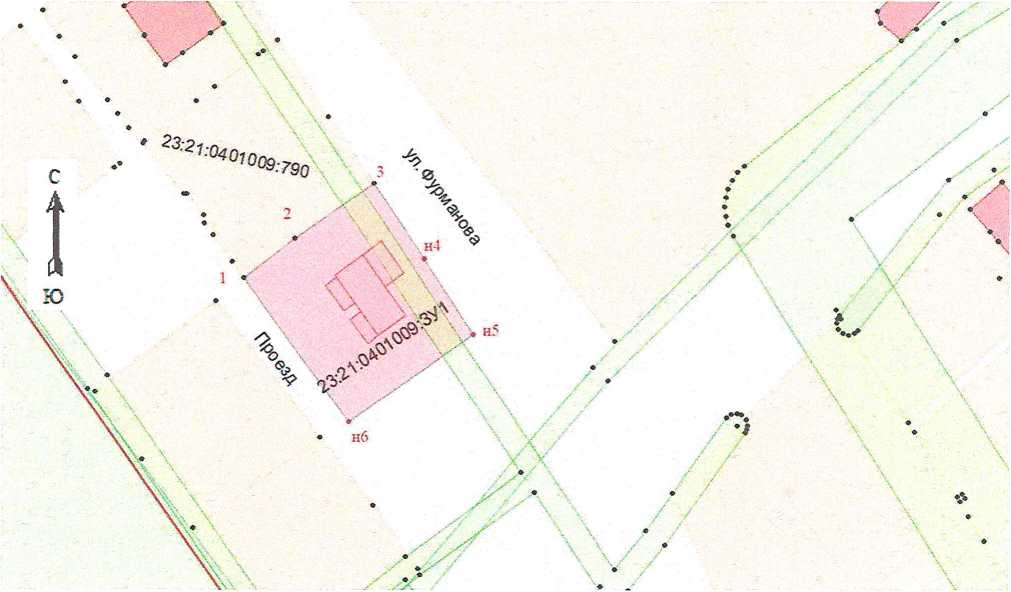 23:21:0401009:790
3
ул. Фурманова
С
2
н4
1
Ю
23:21:0401009:ЗУ1
н5
Проезд
н6